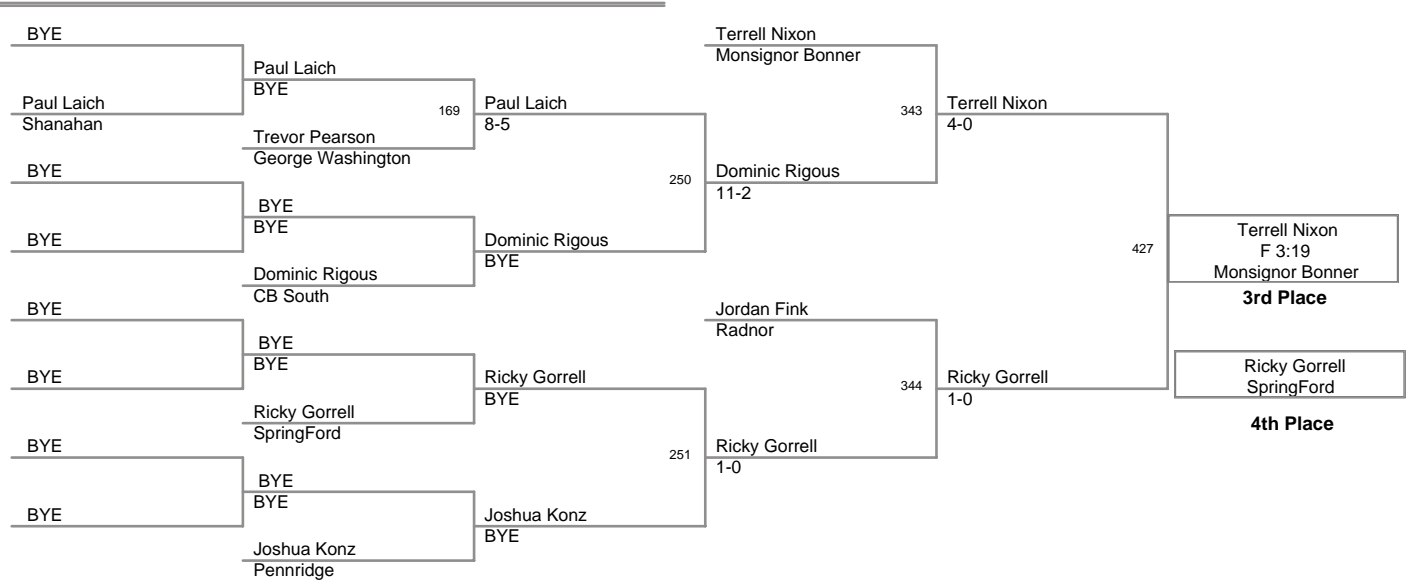 BYE
Paul Laich
Shanahan
BYE
BYE
BYE
BYE
BYE
BYE
Paul Laich
BYE
169
Trevor Pearson
George Washington
BYE
BYE
Dominic Rigous
CB South
BYE
BYE
Ricky Gorrell
SpringFord
BYE
BYE
Joshua Konz
Pennridge
Paul Laich
8-5
250
Dominic Rigous
BYE
Ricky Gorrell
BYE
251
Joshua Konz
BYE
Terrell Nixon
Monsignor Bonner
343
Dominic Rigous
11-2
Jordan Fink
Radnor
344
Ricky Gorrell
1-0
Terrell Nixon
4-0
427
Ricky Gorrell
1-0
Terrell Nixon
F 3:19
Monsignor Bonner
3rd Place
Ricky Gorrell
SpringFord
4th Place